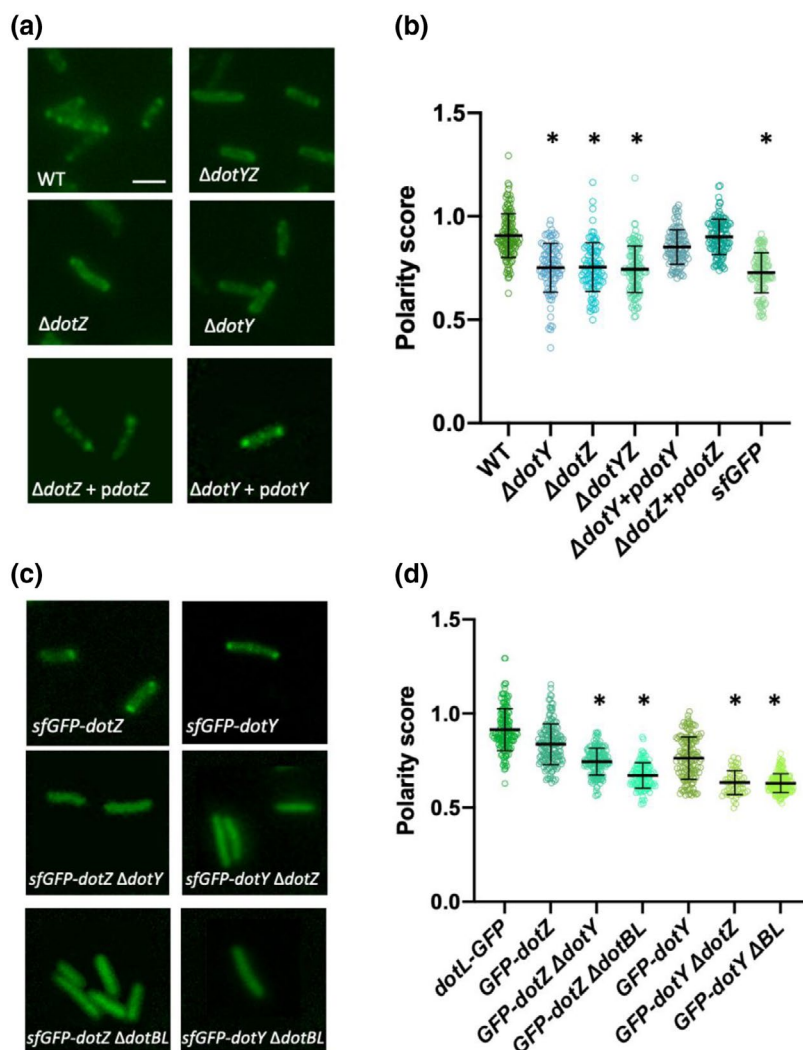 (a)
WT
ΔdotYZ
ΔdotZ
ΔdotY
ΔdotZ + pdotZ
ΔdotY + pdotY
(b)
Polarity score
1.5
1.0
0.5
0.0
* * * *
WT
ΔdotY
ΔdotZ
ΔdotYZ
ΔdotY+pdotY
ΔdotZ+pdotZ
sfGFP
(c)
sfGFP-dotZ
sfGFP-dotY
sfGFP-dotZ ΔdotY
sfGFP-dotY ΔdotZ
sfGFP-dotZ ΔdotBL
sfGFP-dotY ΔdotBL
(d)
Polarity score
1.5
1.0
0.5
0.0
* * * *
dotL-GFP
GFP-dotZ
GFP-dotZ ΔdotY
GFP-dotZ ΔdotBL
GFP-dotY
GFP-dotY ΔdotZ
GFP-dotY ΔBL